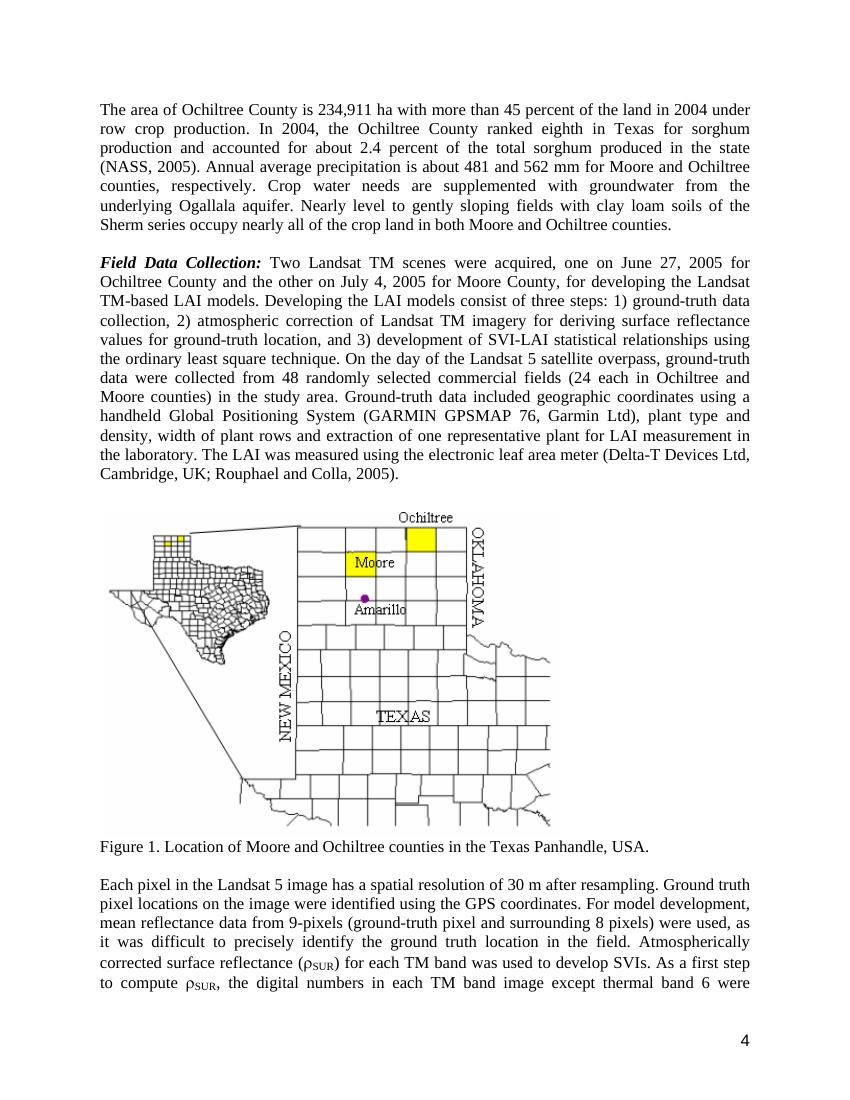 The area of Ochiltree County is 234,911 ha with more than 45 percent of the land in 2004 under
row crop production. In 2004, the Ochiltree County ranked eighth in Texas for sorghum
production and accounted for about 2.4 percent of the total sorghum produced in the state
(NASS, 2005). Annual average precipitation is about 481 and 562 mm for Moore and Ochiltree
counties, respectively. Crop water needs are supplemented with groundwater from the
underlying Ogallala aquifer. Nearly level to gently sloping fields with clay loam soils of the
Sherm series occupy nearly all of the crop land in both Moore and Ochiltree counties.
Field Data Collection: Two Landsat TM scenes were acquired, one on June 27, 2005 for
Ochiltree County and the other on July 4, 2005 for Moore County, for developing the Landsat
TM-based LAI models. Developing the LAI models consist of three steps: 1) ground-truth data
collection, 2) atmospheric correction of Landsat TM imagery for deriving surface reflectance
values for ground-truth location, and 3) development of SVI-LAI statistical relationships using
the ordinary least square technique. On the day of the Landsat 5 satellite overpass, ground-truth
data were collected from 48 randomly selected commercial fields (24 each in Ochiltree and
Moore counties) in the study area. Ground-truth data included geographic coordinates using a
handheld Global Positioning System (GARMIN GPSMAP 76, Garmin Ltd), plant type and
density, width of plant rows and extraction of one representative plant for LAI measurement in
the laboratory. The LAI was measured using the electronic leaf area meter (Delta-T Devices Ltd,
Cambridge, UK; Rouphael and Colla, 2005).
Ochiltree
OKLAHOMA
Moore
Amarillo
NEW MEXICO
TEXAS
Figure 1. Location of Moore and Ochiltree counties in the Texas Panhandle, USA.
Each pixel in the Landsat 5 image has a spatial resolution of 30 m after resampling. Ground truth
pixel locations on the image were identified using the GPS coordinates. For model development,
mean reflectance data from 9-pixels (ground-truth pixel and surrounding 8 pixels) were used, as
it was difficult to precisely identify the ground truth location in the field. Atmospherically
corrected surface reflectance (ρSUR) for each TM band was used to develop SVIs. As a first step
to compute ρSUR, the digital numbers in each TM band image except thermal band 6 were
4